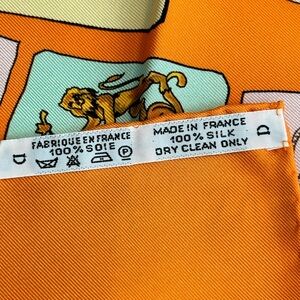 FABRIQUE EN FRANCE
100% SOIE
P
MADE IN FRANCE
100% SILK
DRY CLEAN ONLY
D